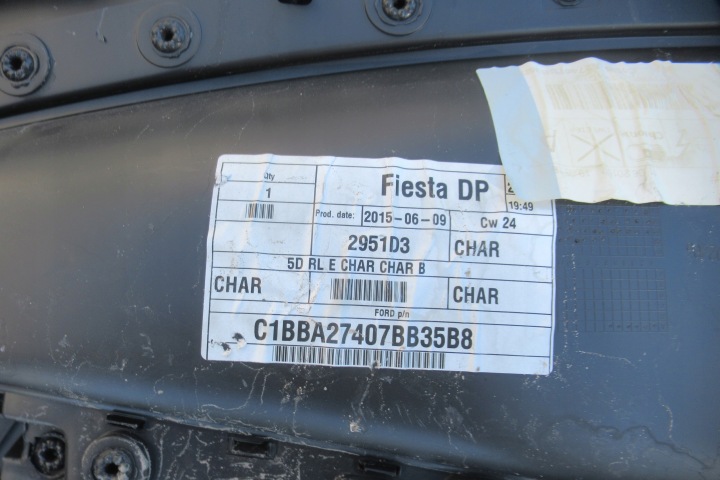 Qty
Fiesta DP
1
19:49
Prod. date: 2015-06-09
Cw 24
2951D3
CHAR
5D RL E CHAR CHAR B
CHAR
CHAR
FORD p/n
C1BBA27407BB35B8